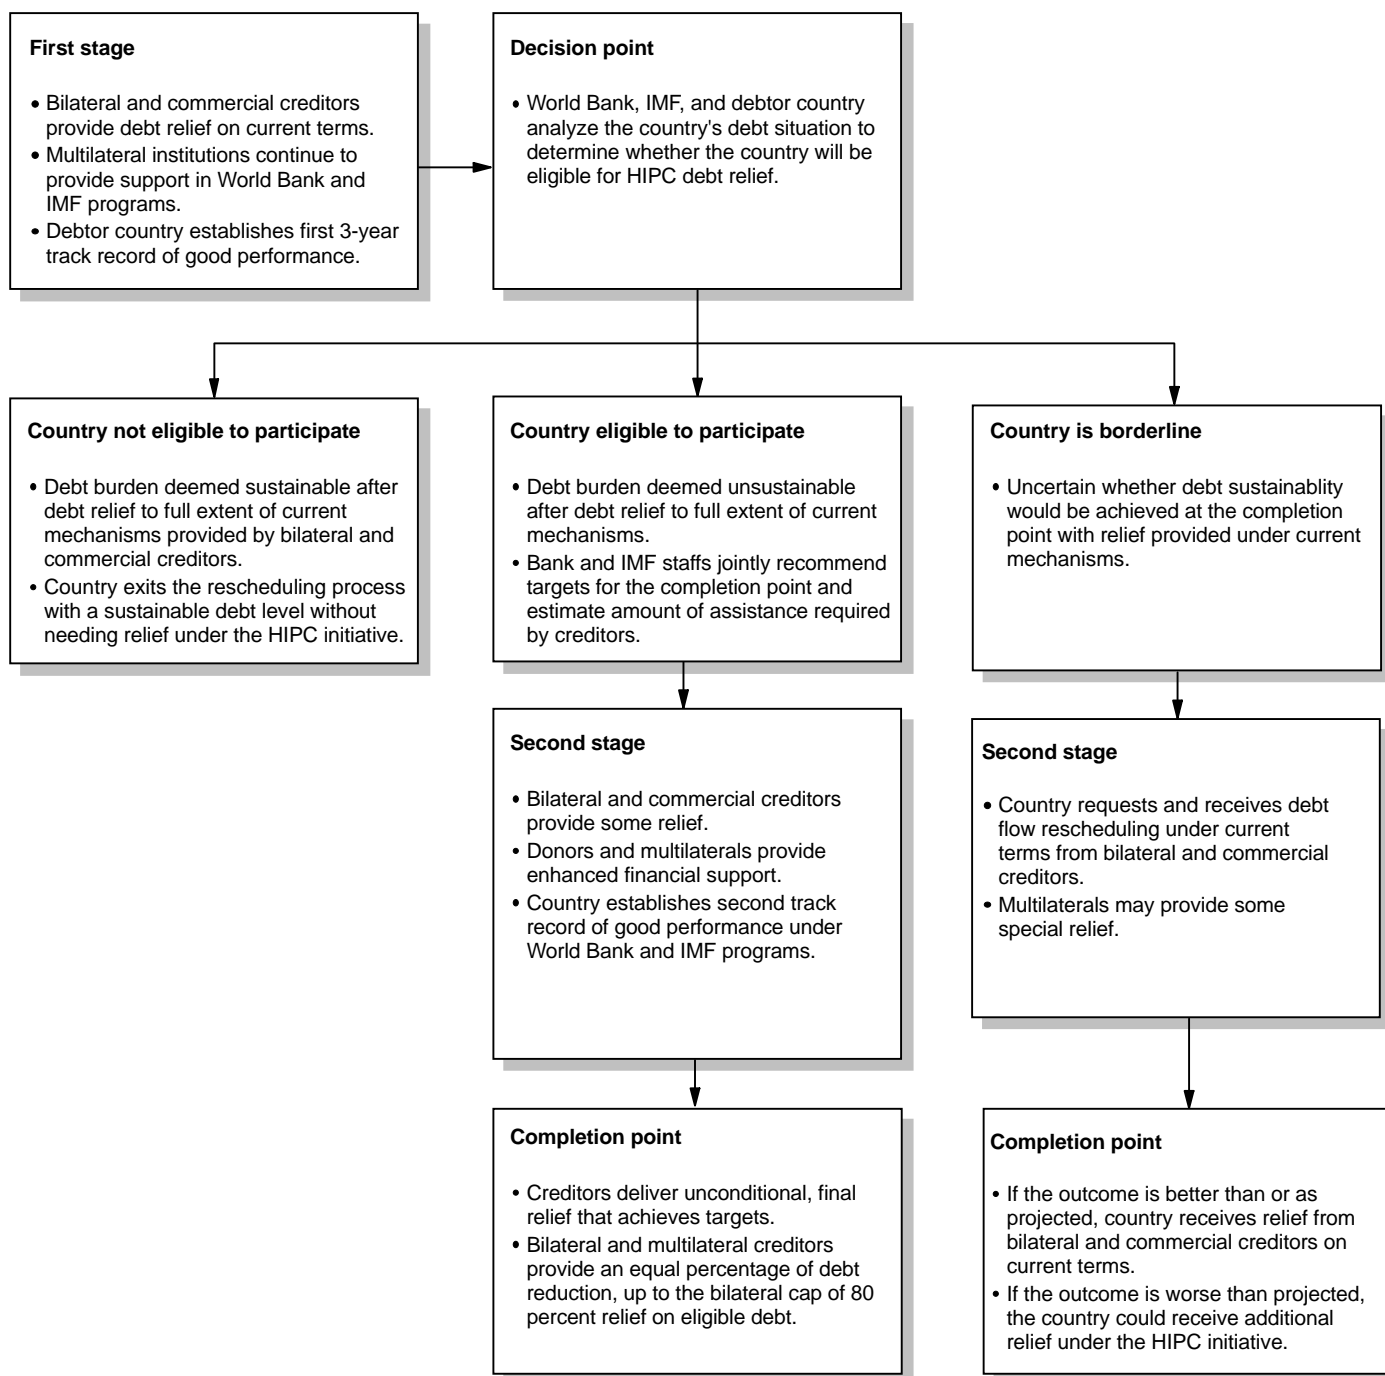 First stage
• Bilateral and commercial creditors
provide debt relief on current terms.
• Multilateral institutions continue to
provide support in World Bank and
IMF programs.
• Debtor country establishes first 3-year
track record of good performance.
Decision point
• World Bank, IMF, and debtor country
analyze the country's debt situation to
determine whether the country will be
eligible for HIPC debt relief.
Country not eligible to participate
• Debt burden deemed sustainable after
debt relief to full extent of current
mechanisms provided by bilateral and
commercial creditors.
• Country exits the rescheduling process
with a sustainable debt level without
needing relief under the HIPC initiative.
Country eligible to participate
• Debt burden deemed unsustainable
after debt relief to full extent of current
mechanisms.
• Bank and IMF staffs jointly recommend
targets for the completion point and
estimate amount of assistance required
by creditors.
Country is borderline
• Uncertain whether debt sustainablity
would be achieved at the completion
point with relief provided under current
mechanisms.
Second stage
• Bilateral and commercial creditors
provide some relief.
• Donors and multilaterals provide
enhanced financial support.
• Country establishes second track
record of good performance under
World Bank and IMF programs.
Second stage
• Country requests and receives debt
flow rescheduling under current
terms from bilateral and commercial
creditors.
• Multilaterals may provide some
special relief.
Completion point
• Creditors deliver unconditional, final
relief that achieves targets.
• Bilateral and multilateral creditors
provide an equal percentage of debt
reduction, up to the bilateral cap of 80
percent relief on eligible debt.
Completion point
• If the outcome is better than or as
projected, country receives relief from
bilateral and commercial creditors on
current terms.
• If the outcome is worse than projected,
the country could receive additional
relief under the HIPC initiative.